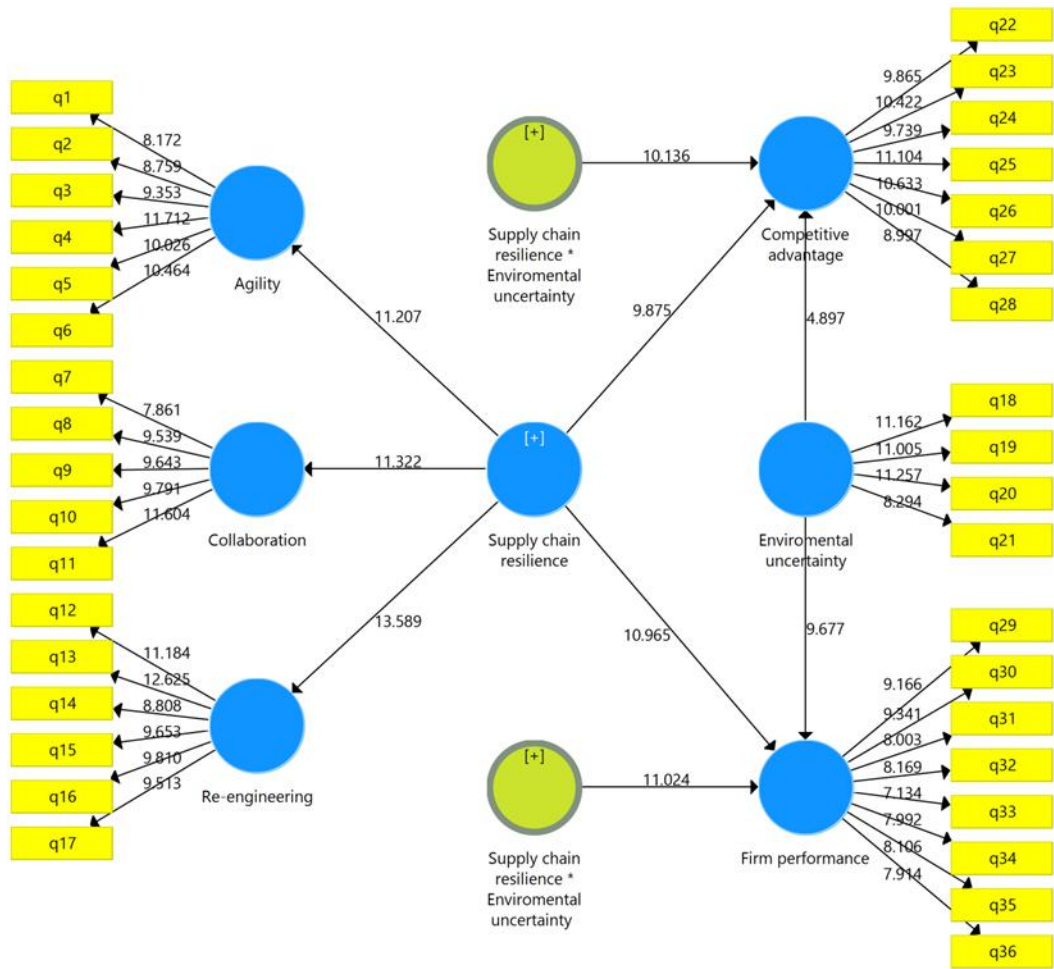 q1
q2
q3
q4
q5
q6
8.172
8.759
9.353
11.712
10.026
10.464
Agility
q7
q8
q9
q10
q11
7.861
9.539
9.643
9.791
11.604
Collaboration
q12
q13
q14
q15
q16
q17
11.184
12.625
8.808
9.653
9.810
9.513
Re-engineering
11.207
11.322
13.589
[+]
Supply chain
resilience *
Enviromental
uncertainty
10.136
[+]
Supply chain
resilience
9.875
10.965
[+]
Supply chain
resilience *
Enviromental
uncertainty
11.024
Competitive
advantage
9.865
10.422
9.739
11.104
10.633
10.001
8.997
q22
q23
q24
q25
q26
q27
q28
4.897
Enviromental
uncertainty
11.162
11.005
11.257
8.294
q18
q19
q20
q21
9.677
Firm performance
9.166
9.341
8.003
8.169
7.134
7.992
8.106
7.914
q29
q30
q31
q32
q33
q34
q35
q36